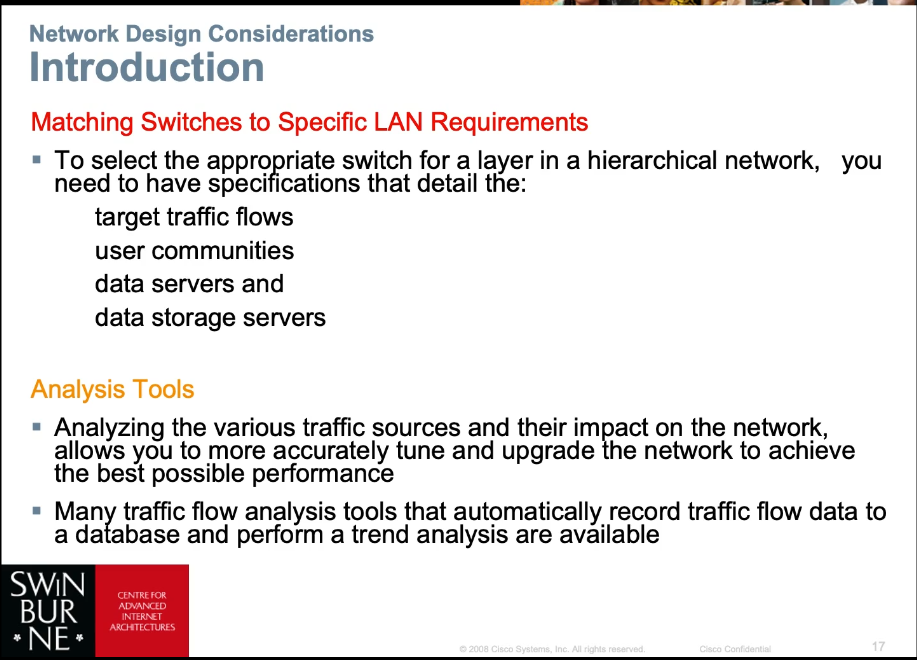 Network Design Considerations
Introduction
Matching Switches to Specific LAN Requirements
▪ To select the appropriate switch for a layer in a hierarchical network, you
need to have specifications that detail the:
target traffic flows
user communities
data servers and
data storage servers
Analysis Tools
▪ Analyzing the various traffic sources and their impact on the network,
allows you to more accurately tune and upgrade the network to achieve
the best possible performance
▪ Many traffic flow analysis tools that automatically record traffic flow data to
a database and perform a trend analysis are available
SWIN
BUR
* NE *
CENTRE FOR
ADVANCED
INTERNET
ARCHITECTURES
© 2008 Cisco Systems, Inc. All rights reserved. Cisco Confidential 17